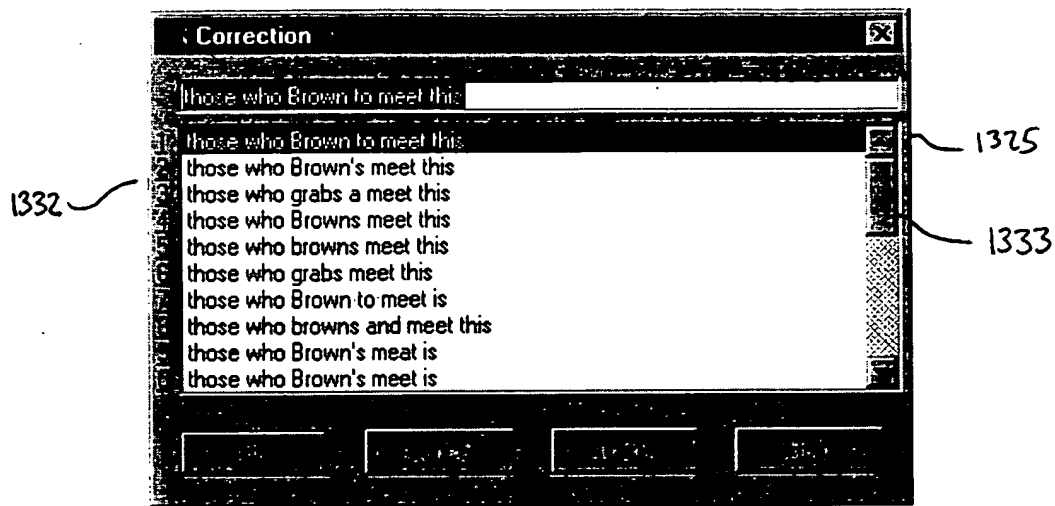 Correction
those who Brown to meet this
those who Brown to meet this
1325
those who Brown's meet this
1332
those who grabs a meet this
those who Browns meet this
1333
those who browns meet this
those who grabs meet this
those who Brown to meet is
those who browns and meet this
those who Brown's meat is
those who Brown's meet is